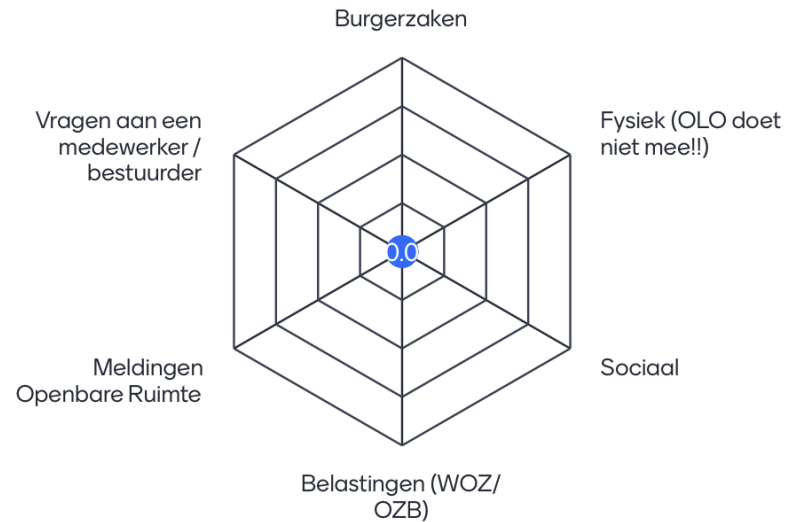 Burgerzaken
Vragen aan een
medewerker /
bestuurder
Fysiek (OLO doet
niet mee!!)
0.0
Meldingen
Openbare Ruimte
Sociaal
Belastingen (WOZ/
OZB)